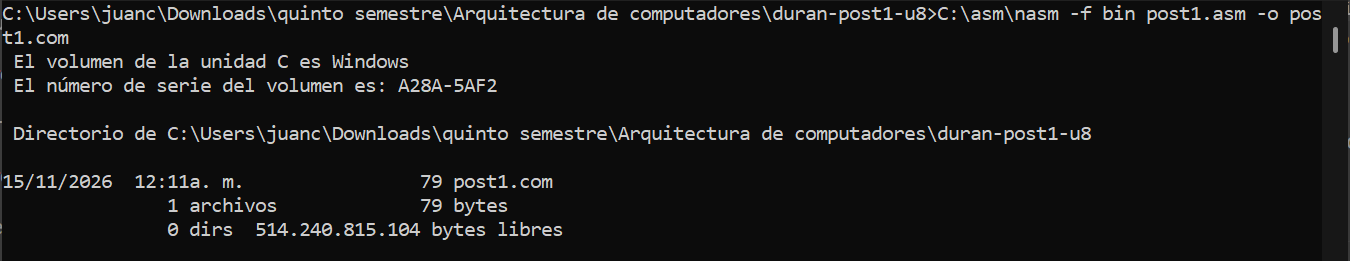 C:\Users\juanc\Downloads\quinto semestre\Arquitectura de computadores\duran-post1-u8>C:\asm\nasm -f bin post1.asm -o pos
t1.com
 El volumen de la unidad C es Windows
 El número de serie del volumen es: A28A-5AF2

 Directorio de C:\Users\juanc\Downloads\quinto semestre\Arquitectura de computadores\duran-post1-u8

15/11/2026  12:11a. m.                79 post1.com
               1 archivos             79 bytes
               0 dirs  514.240.815.104 bytes libres